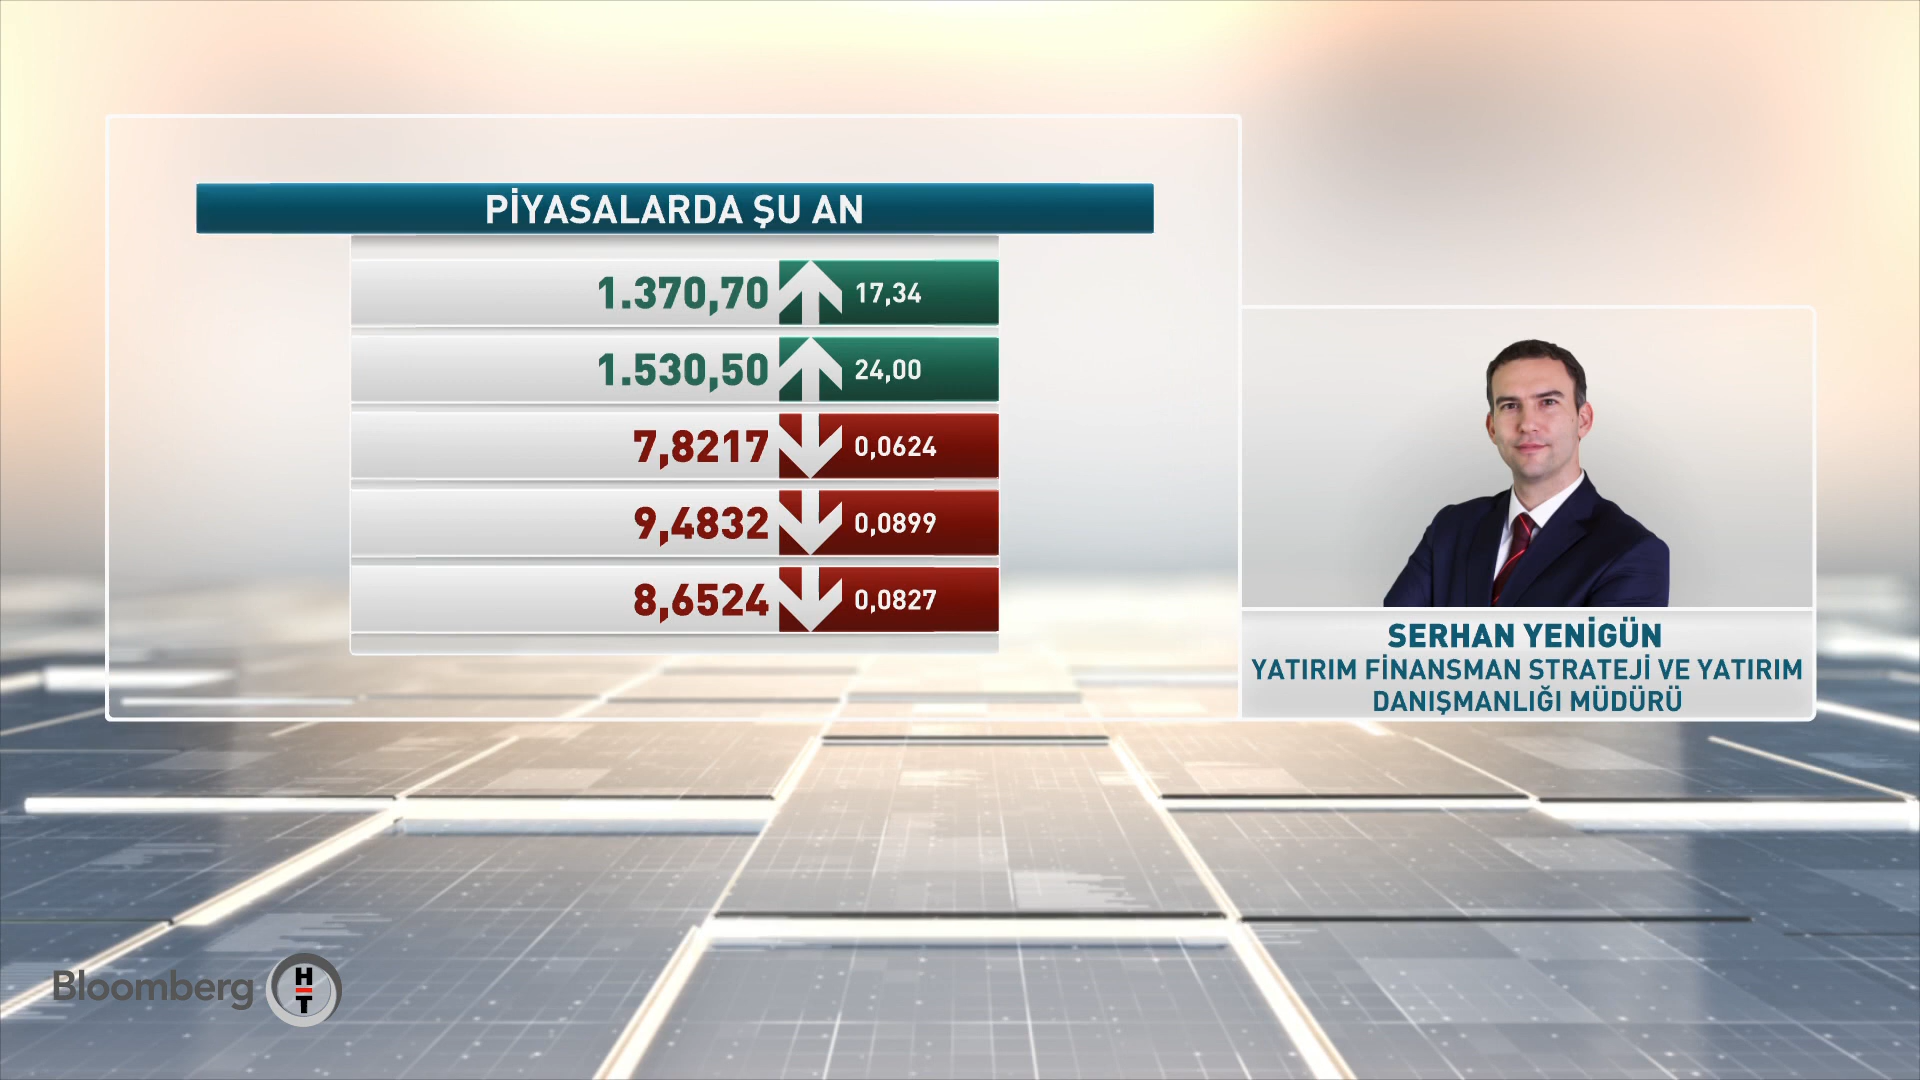 PİYASALARDA ŞU AN
1.370,70 17,34
1.530,50 24,00
7,8217 0,0624
9,4832 0,0899
8,6524 0,0827
SERHAN YENİGÜN
YATIRIM FİNANSMAN STRATEJİ VE YATIRIM
DANIŞMANLIĞI MÜDÜRÜ
Bloomberg HT